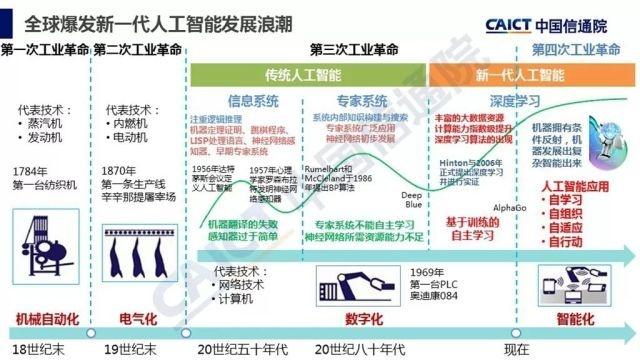 全球爆发新一代人工智能发展浪潮
CAICT 中国信通院
第一次工业革命
第二次工业革命
第三次工业革命
第四次工业革命
传统人工智能
新一代人工智能
代表技术：
• 蒸汽机
• 发动机
1784年
第一台纺织机
代表技术：
• 内燃机
• 电动机
1870年
第一条生产线
辛辛那提屠宰场
信息系统
注重逻辑推理
机器定理证明、跳棋程序、
LISP处理语言、神经网络感
知器、早期专家系统
1956年达特
茅斯会议定
义人工智能
1957年心理
学家罗森布拉
特发明神经网
络感知器
机器翻译的失败
感知器过于简单
专家系统
系统内部知识构建与搜索
专家系统广泛应用
神经网络初步发展
Rumelhart和
McCleland于1986
年提出BP算法
Deep
Blue
专家系统不能自主学习
神经网络所需资源能力不足
深度学习
丰富的大数据资源
计算能力指数级提升
深度学习算法的出现
Hinton与2006年
正式提出深度学习
并进行实证
AlphaGo
基于训练的
自主学习
机器拥有条
件反射，机
器发展出复
杂智能出来
人工智能应用
• 自学习
• 自组织
• 自适应
• 自行动
代表技术：
• 网络技术
• 计算机
1969年
第一台PLC
奥迪康084
机械自动化
电气化
数字化
智能化
18世纪末
19世纪末
20世纪五十年代
20世纪八十年代
现在
CAICT 中国信通院